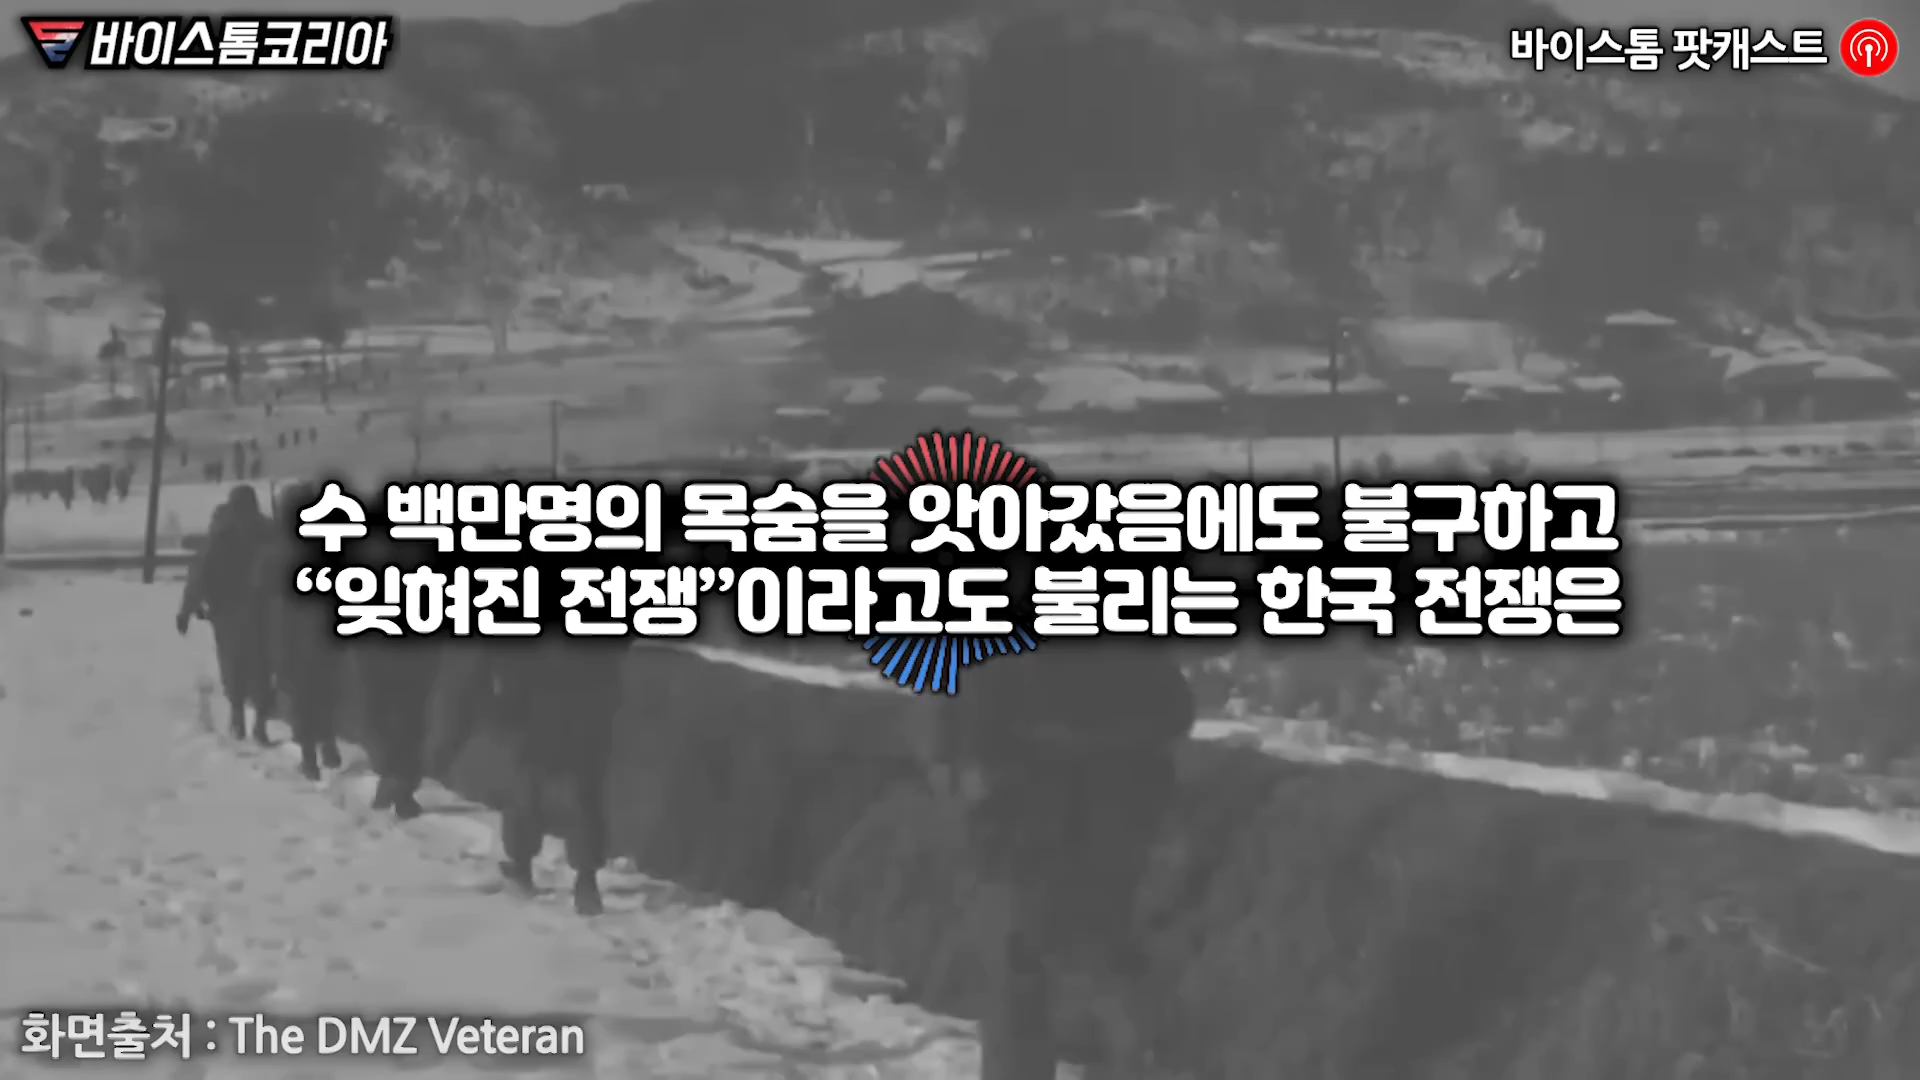 바이스톰코리아
바이스톰 팟캐스트
수 백만명의 목숨을 앗아갔음에도 불구하고
“잊혀진 전쟁”이라고도 불리는 한국 전쟁은
화면출처 : The DMZ Veteran